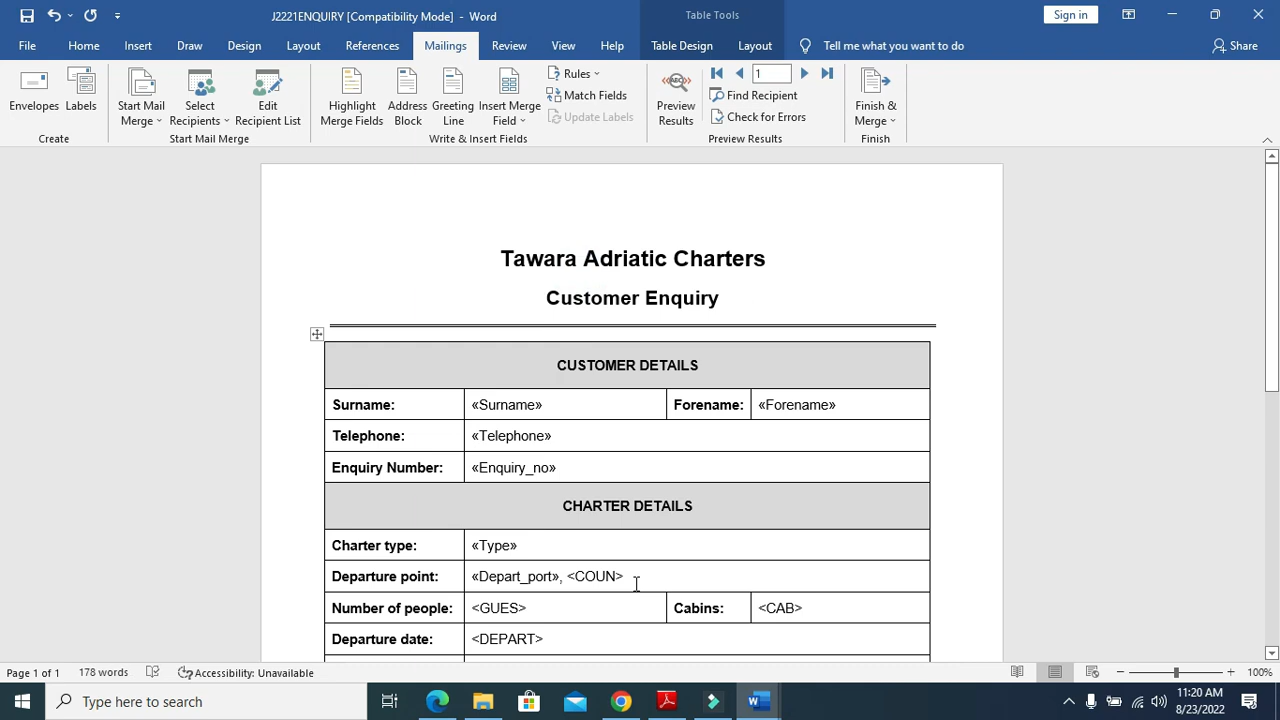 J2221ENQUIRY [Compatibility Mode] - Word
Table Tools
Sign in
File Home Insert Draw Design Layout References Mailings Review View Help Table Design Layout Tell me what you want to do Share
Envelopes Labels
Create
Start Mail Merge
Select Recipients
Edit Recipient List
Start Mail Merge
Highlight Merge Fields
Address Block
Greeting Line
Insert Merge Field
Rules
Match Fields
Update Labels
Write & Insert Fields
Preview Results
1
Find Recipient
Check for Errors
Preview Results
Finish & Merge
Finish
Tawara Adriatic Charters
Customer Enquiry
CUSTOMER DETAILS
Surname: «Surname» Forename: «Forename»
Telephone: «Telephone»
Enquiry Number: «Enquiry_no»
CHARTER DETAILS
Charter type: «Type»
Departure point: «Depart_port», <COUN>
Number of people: <GUES> Cabins: <CAB>
Departure date: <DEPART>
Page 1 of 1 178 words Accessibility: Unavailable 100%
Type here to search
11:20 AM
8/23/2022